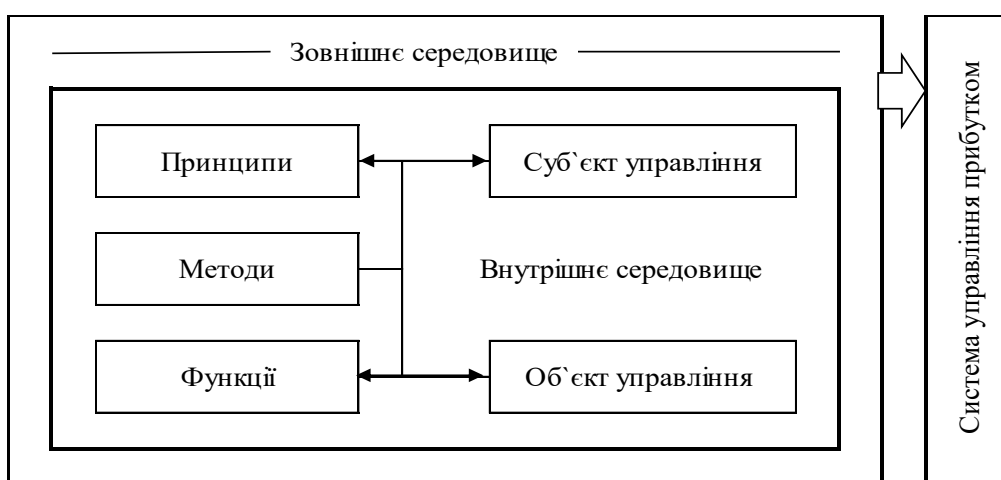 Зовнішнє середовище
Принципи
Суб`єкт управління
Методи
Внутрішнє середовище
Функції
Об`єкт управління
Система управління прибутком